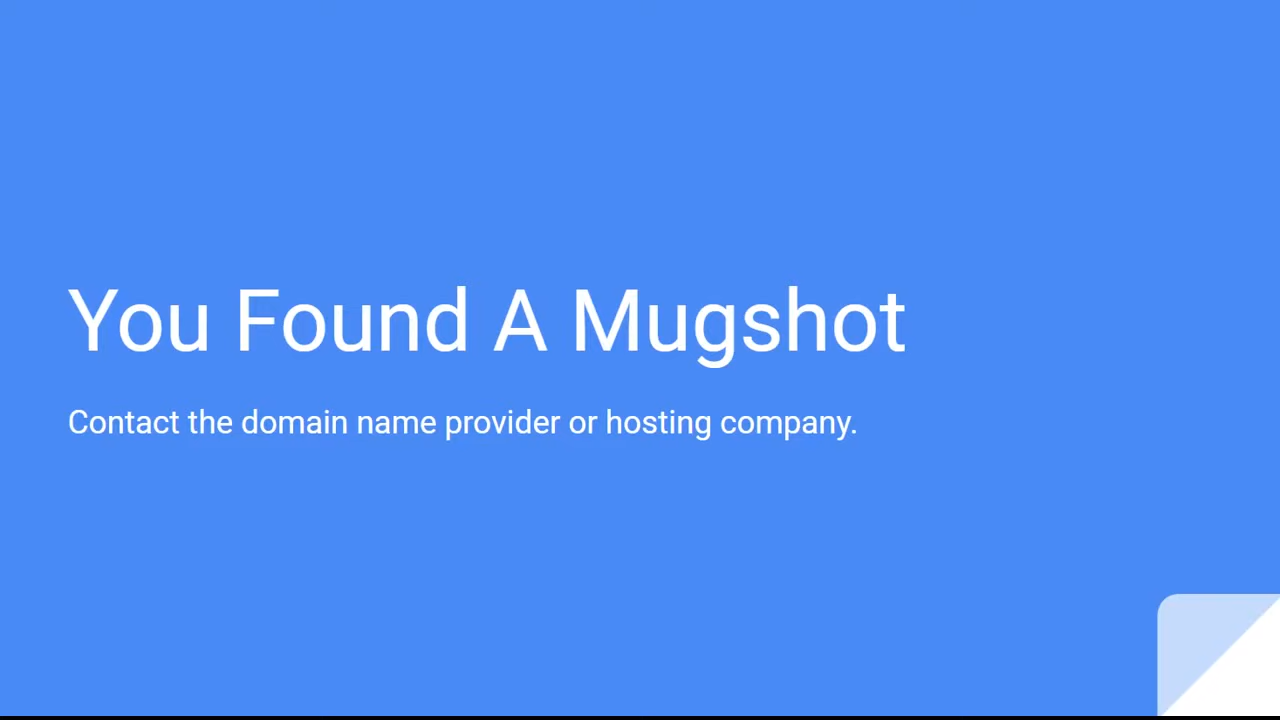 You Found A Mugshot
Contact the domain name provider or hosting company.